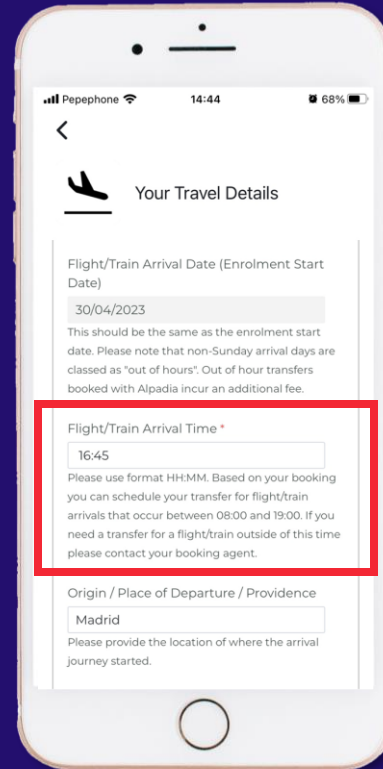 Pepephone 14:44 68%
Your Travel Details
Flight/Train Arrival Date (Enrolment Start
Date)
30/04/2023
This should be the same as the enrolment start
date. Please note that non-Sunday arrival days are
classed as "out of hours". Out of hour transfers
booked with Alpadia incur an additional fee.
Flight/Train Arrival Time *
16:45
Please use format HH:MM. Based on your booking
you can schedule your transfer for flight/train
arrivals that occur between 08:00 and 19:00. If you
need a transfer for a flight/train outside of this time
please contact your booking agent.
Origin / Place of Departure / Providence
Madrid
Please provide the location of where the arrival
journey started.